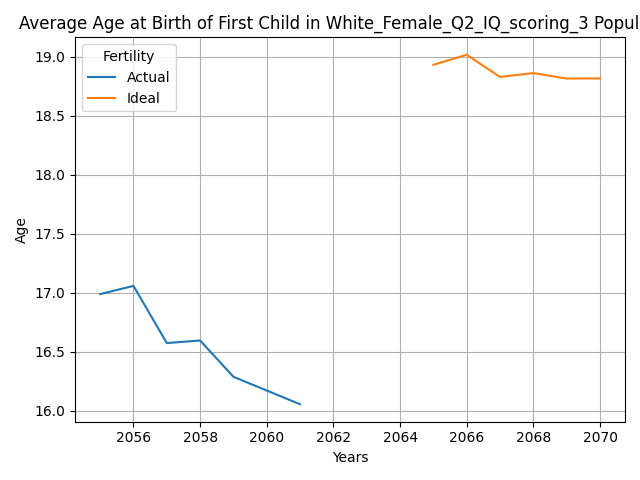 Average Age at Birth of First Child in White_Female_Q2_IQ_scoring_3 Popul
Fertility
Actual
Ideal
19.0
18.5
18.0
17.5
17.0
16.5
16.0
Age
2056 2058 2060 2062 2064 2066 2068 2070
Years